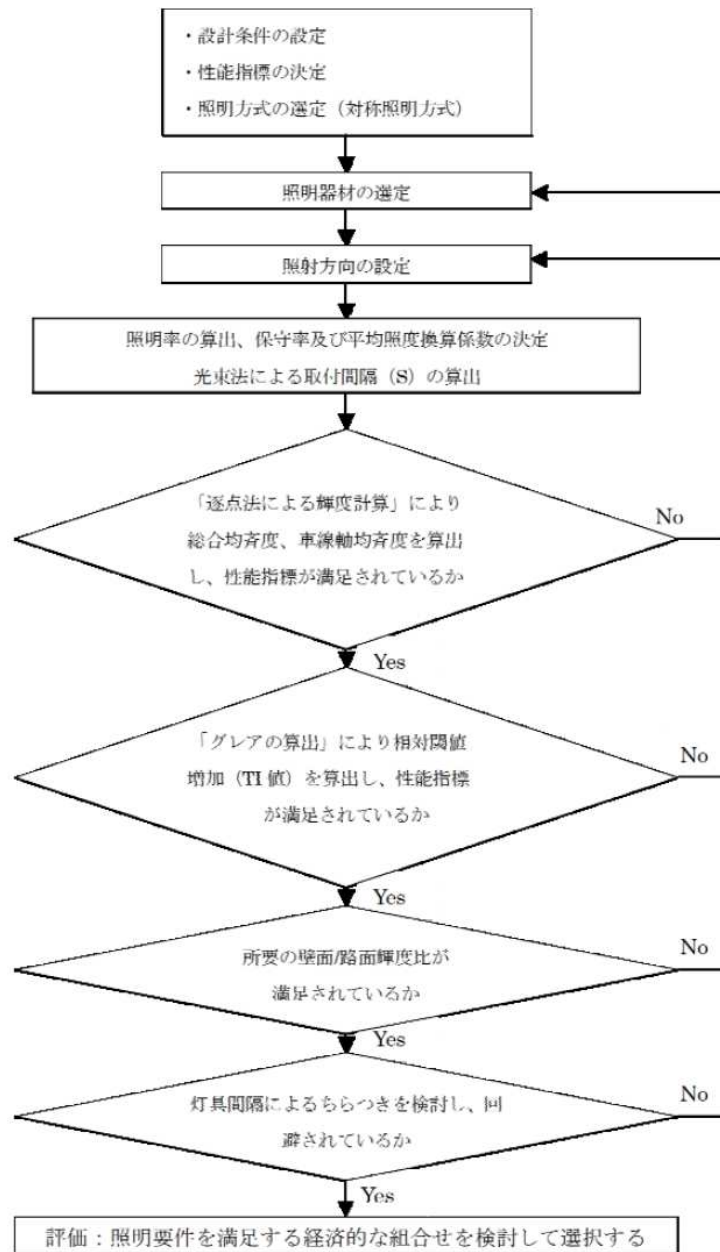 ・設計条件の設定
・性能指標の決定
・照明方式の選定（対称照明方式）
照明器材の選定
照射方向の設定
照明率の算出、保守率及び平均照度換算係数の決定
光束法による取付間隔（S）の算出
「逐点法による輝度計算」により
総合均斉度、車線軸均斉度を算出
し、性能指標が満足されているか
No
Yes
「グレアの算出」により相対閾値
増加（TI 値）を算出し、性能指標
が満足されているか
No
Yes
所要の壁面/路面輝度比が
満足されているか
No
Yes
灯具間隔によるちらつきを検討し、回
避されているか
No
Yes
評価：照明要件を満足する経済的な組合せを検討して選択する